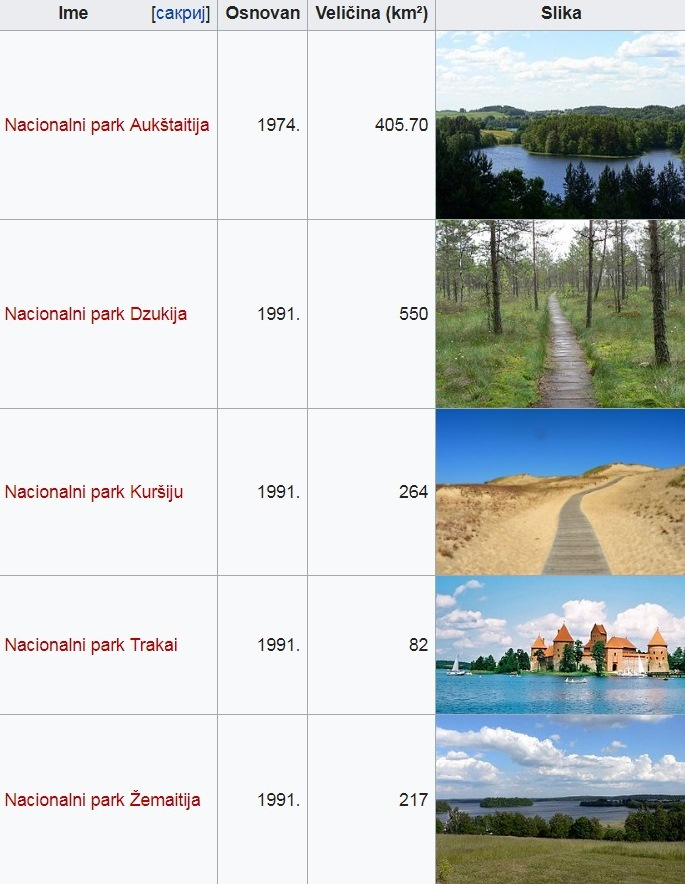 Ime [сакриј] Osnovan Veličina (km²) Slika
Nacionalni park Aukštaitija 1974. 405.70
Nacionalni park Dzukija 1991. 550
Nacionalni park Kuršiju 1991. 264
Nacionalni park Trakai 1991. 82
Nacionalni park Žemaitija 1991. 217